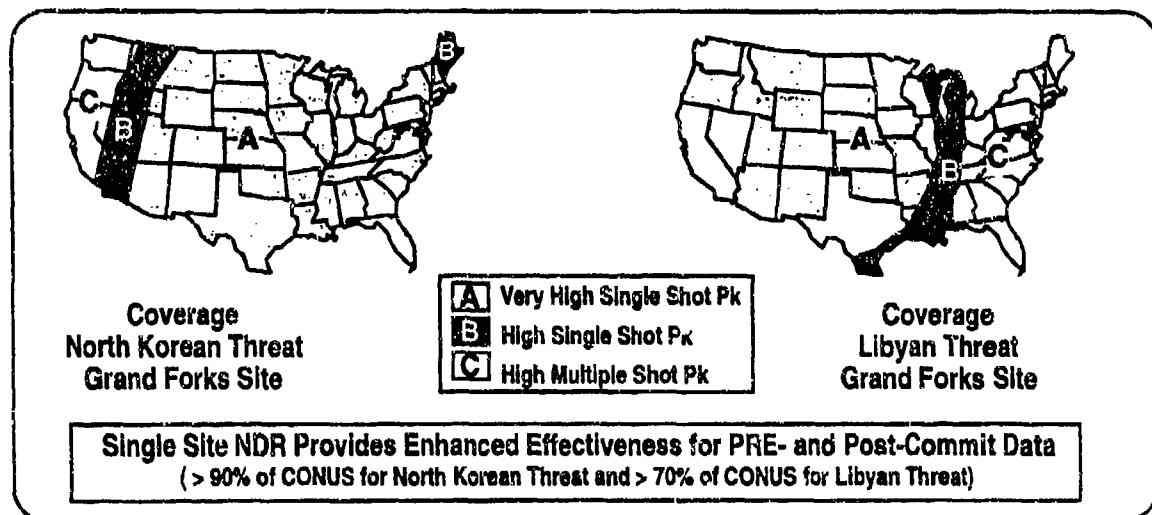 B
C
B
A
Coverage
North Korean Threat
Grand Forks Site
A
B
C
Coverage
Libyan Threat
Grand Forks Site
A Very High Single Shot Pk
B High Single Shot Pk
C High Multiple Shot Pk
Single Site NDR Provides Enhanced Effectiveness for PRE- and Post-Commit Data
( > 90% of CONUS for North Korean Threat and > 70% of CONUS for Libyan Threat)